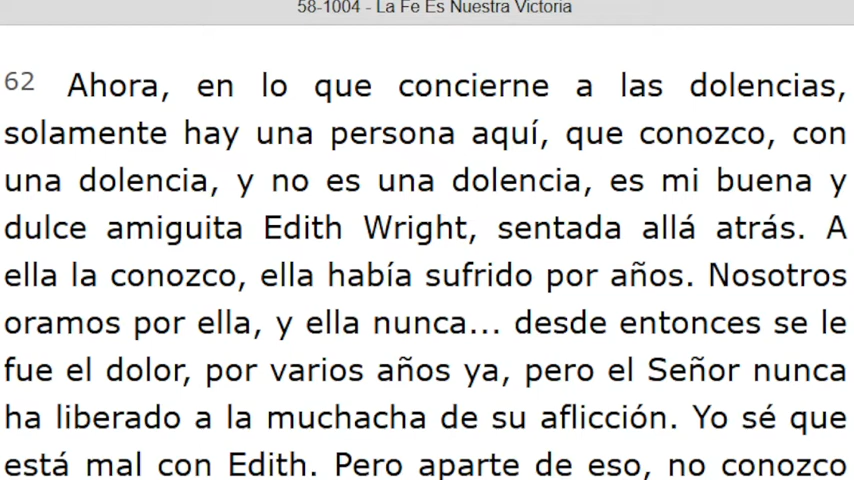 58-1004 - La Fe Es Nuestra Victoria
62 Ahora, en lo que concierne a las dolencias,
solamente hay una persona aquí, que conozco, con
una dolencia, y no es una dolencia, es mi buena y
dulce amiguita Edith Wright, sentada allá atrás. A
ella la conozco, ella había sufrido por años. Nosotros
oramos por ella, y ella nunca... desde entonces se le
fue el dolor, por varios años ya, pero el Señor nunca
ha liberado a la muchacha de su aflicción. Yo sé que
está mal con Edith. Pero aparte de eso, no conozco